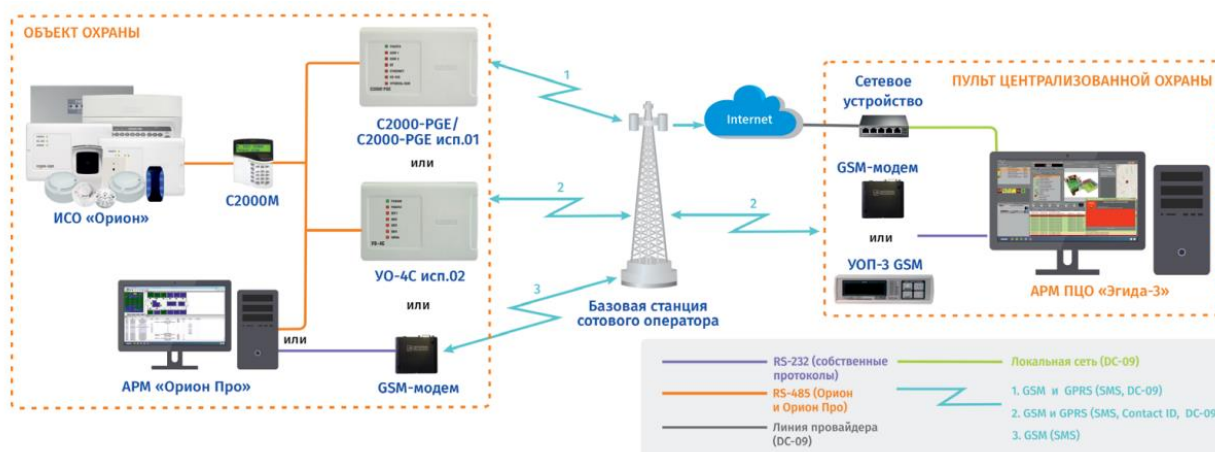 ОБЪЕКТ ОХРАНЫ
ИСО «Орион»
С2000М
С2000-PGE/
С2000-PGE исп.01
или
УО-4С исп.02
или
АРМ «Орион Про»
или
GSM-модем
1
2
3
Базовая станция
сотового оператора
2
Internet
ПУЛЬТ ЦЕНТРАЛИЗОВАННОЙ ОХРАНЫ
Сетевое
устройство
GSM-модем
или
УОП-3 GSM
АРМ ПЦО «Эгида-3»
RS-232 (собственные
протоколы)
RS-485 (Орион
и Орион Про)
Линия провайдера
(DC-09)
Локальная сеть (DC-09)
1. GSM и GPRS (SMS, DC-09)
2. GSM и GPRS (SMS, Contact ID, DC-09
3. GSM (SMS)